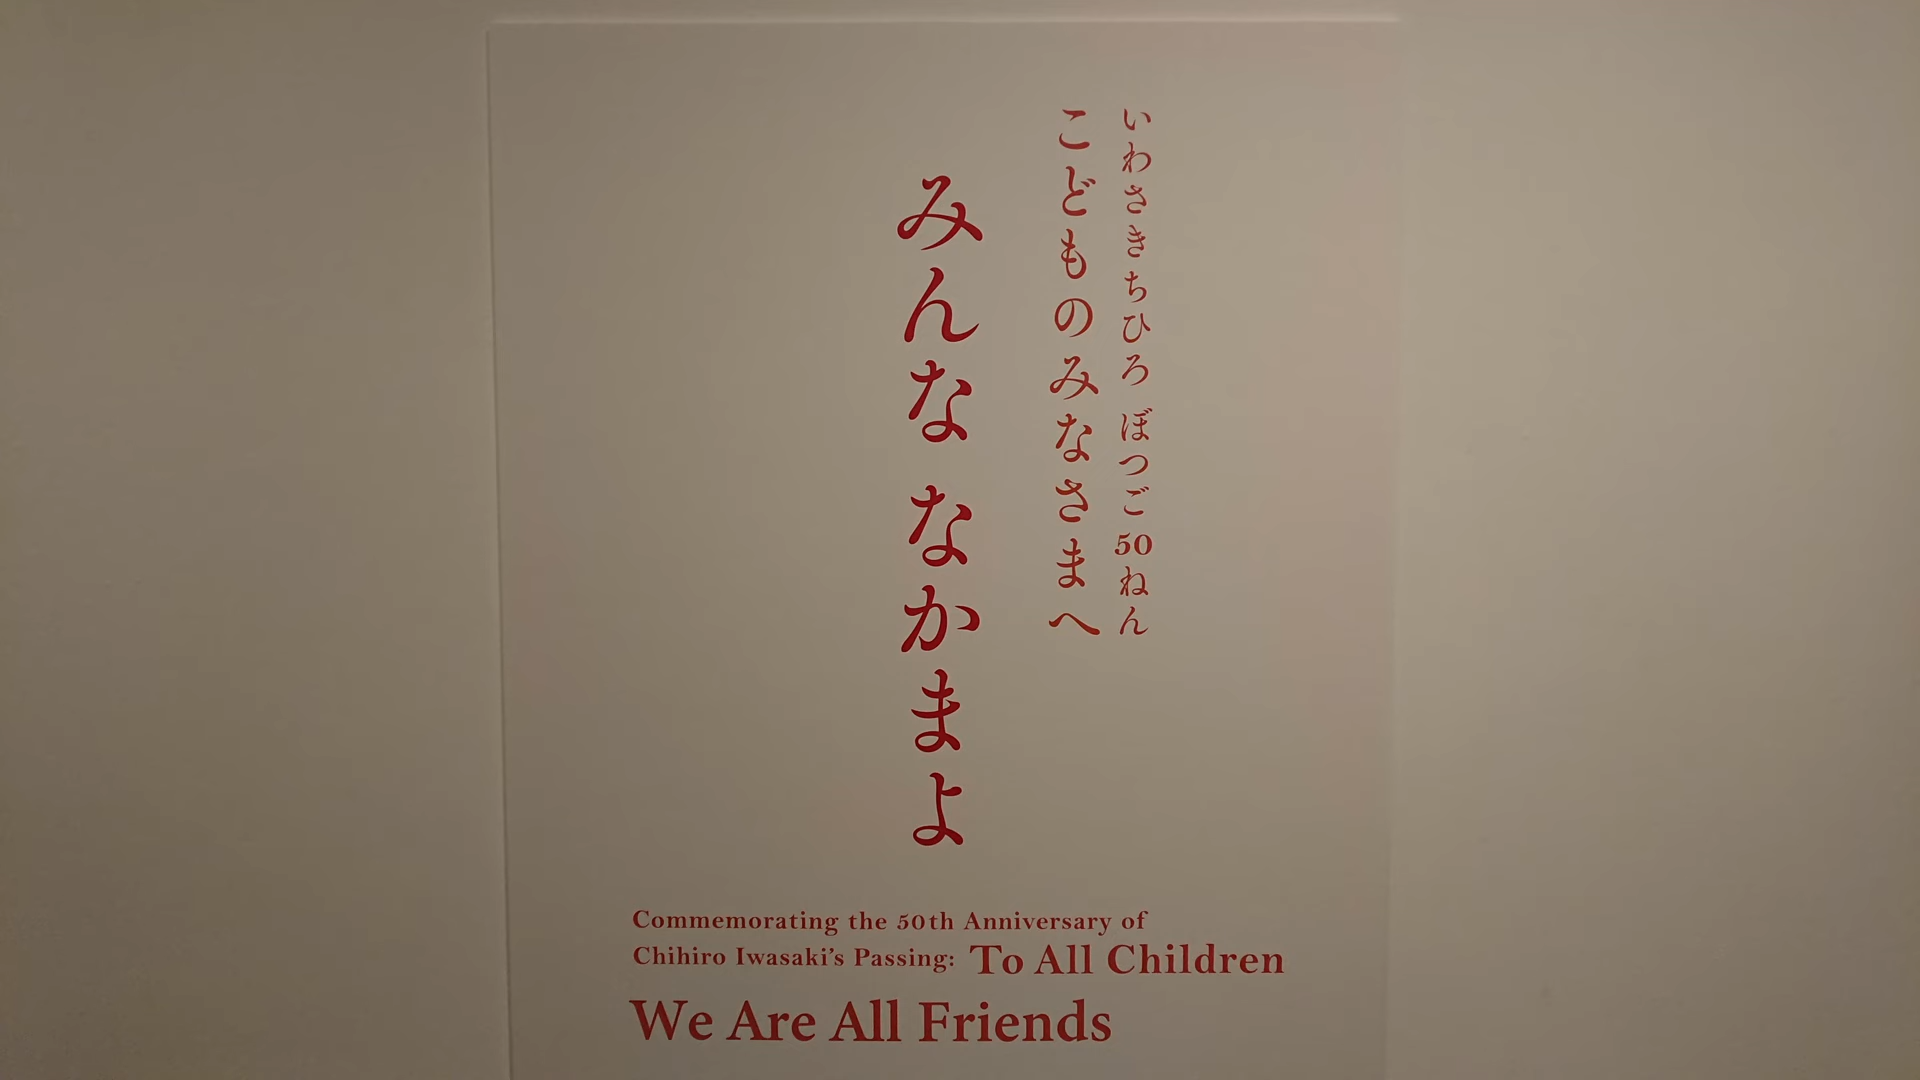 いわさきちひろ ぼつご50ねん
こどものみなさまへ
みんな なかまよ
Commemorating the 50th Anniversary of
Chihiro Iwasaki’s Passing: To All Children
We Are All Friends